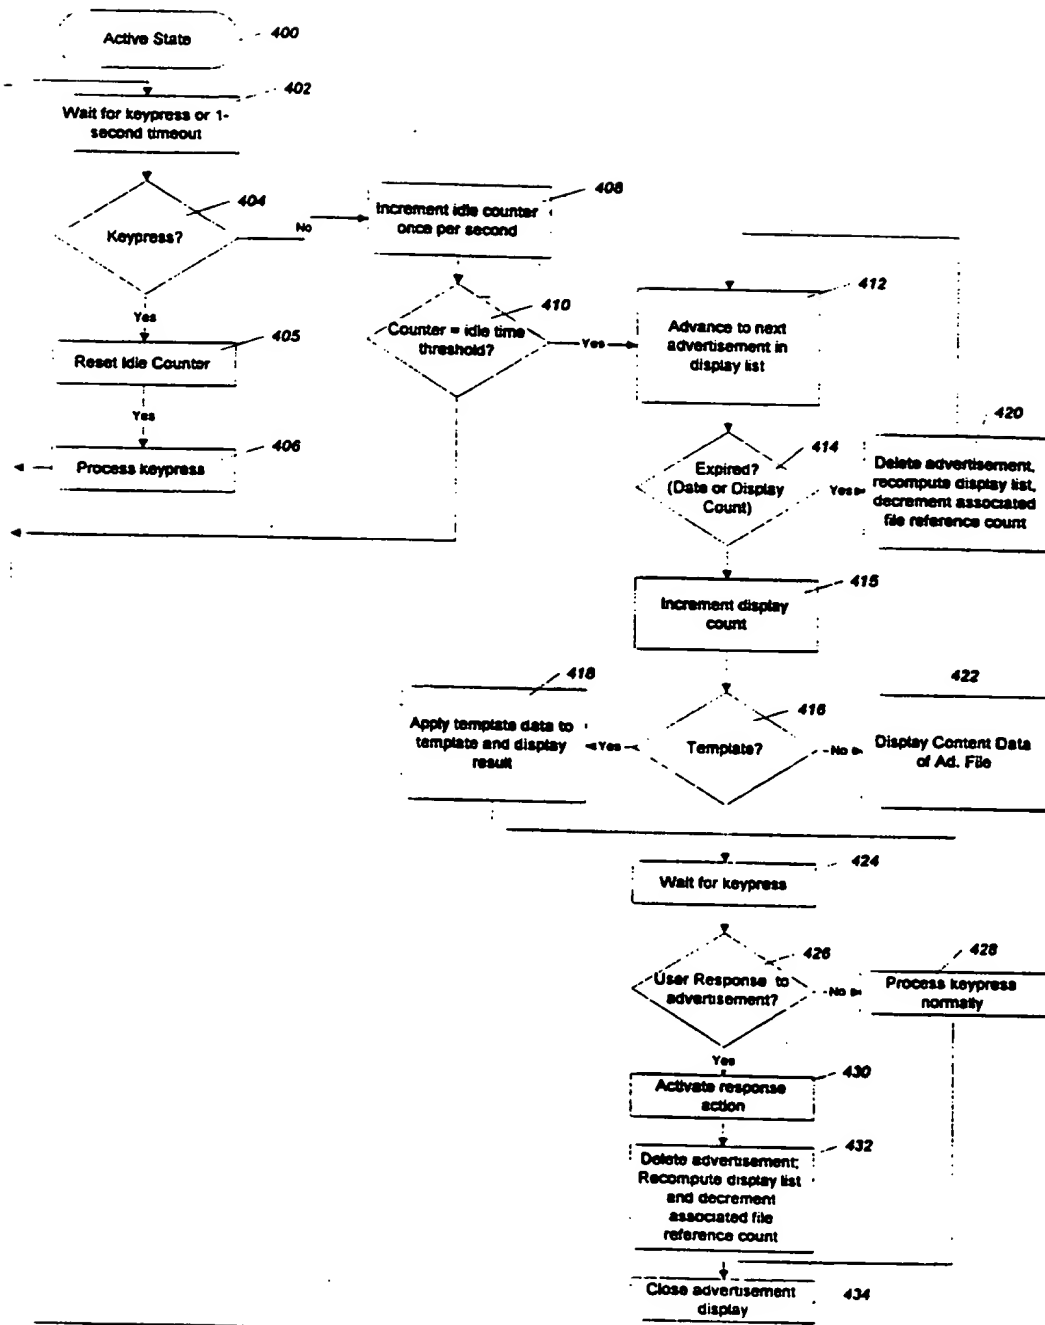 Active State
400
402
Wait for keypress or 1-
second timeout
404
Keypress?
No
Yes
405
Reset Idle Counter
Yes
406
Process keypress
408
Increment idle counter
once per second
410
Counter = idle time
threshold?
Yes
412
Advance to next
advertisement in
display list
414
Expired?
(Date or Display
Count)
Yes
420
Delete advertisement,
recompute display list,
decrement associated
file reference count
415
Increment display
count
416
Template?
Yes
No
418
Apply template data to
template and display
result
422
Display Content Data
of Ad. File
424
Wait for keypress
426
User Response to
advertisement?
No
428
Process keypress
normally
Yes
430
Activate response
action
432
Delete advertisement;
Recompute display list
and decrement
associated file
reference count
Close advertisement
display
434